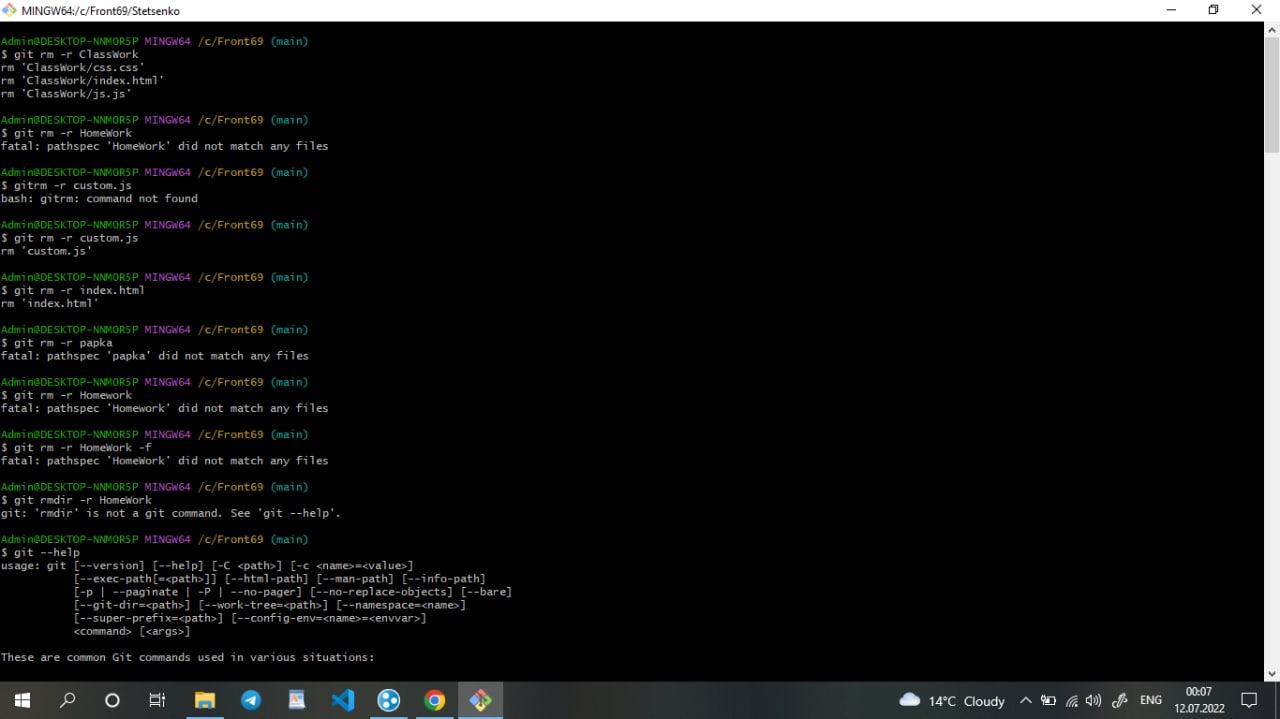 MINGW64:/c/Front69/Stetsenko
Admin@DESKTOP-NNMOR5P MINGW64 /c/Front69 (main)
$ git rm -r ClassWork
rm 'ClassWork/css.css'
rm 'ClassWork/index.html'
rm 'ClassWork/js.js'
Admin@DESKTOP-NNMOR5P MINGW64 /c/Front69 (main)
$ git rm -r HomeWork
fatal: pathspec 'HomeWork' did not match any files
Admin@DESKTOP-NNMOR5P MINGW64 /c/Front69 (main)
$ gitrm -r custom.js
bash: gitrm: command not found
Admin@DESKTOP-NNMOR5P MINGW64 /c/Front69 (main)
$ git rm -r custom.js
rm 'custom.js'
Admin@DESKTOP-NNMOR5P MINGW64 /c/Front69 (main)
$ git rm -r index.html
rm 'index.html'
Admin@DESKTOP-NNMOR5P MINGW64 /c/Front69 (main)
$ git rm -r papka
fatal: pathspec 'papka' did not match any files
Admin@DESKTOP-NNMOR5P MINGW64 /c/Front69 (main)
$ git rm -r Homework
fatal: pathspec 'Homework' did not match any files
Admin@DESKTOP-NNMOR5P MINGW64 /c/Front69 (main)
$ git rm -r HomeWork -f
fatal: pathspec 'HomeWork' did not match any files
Admin@DESKTOP-NNMOR5P MINGW64 /c/Front69 (main)
$ git rmdir -r HomeWork
git: 'rmdir' is not a git command. See 'git --help'.
Admin@DESKTOP-NNMOR5P MINGW64 /c/Front69 (main)
$ git --help
usage: git [--version] [--help] [-C <path>] [-c <name>=<value>]
[--exec-path[=<path>]] [--html-path] [--man-path] [--info-path]
[-p | --paginate | -P | --no-pager] [--no-replace-objects] [--bare]
[--git-dir=<path>] [--work-tree=<path>] [--namespace=<name>]
[--super-prefix=<path>] [--config-env=<name>=<envvar>]
<command> [<args>]
These are common Git commands used in various situations:
14°C Cloudy
ENG
00:07
12.07.2022